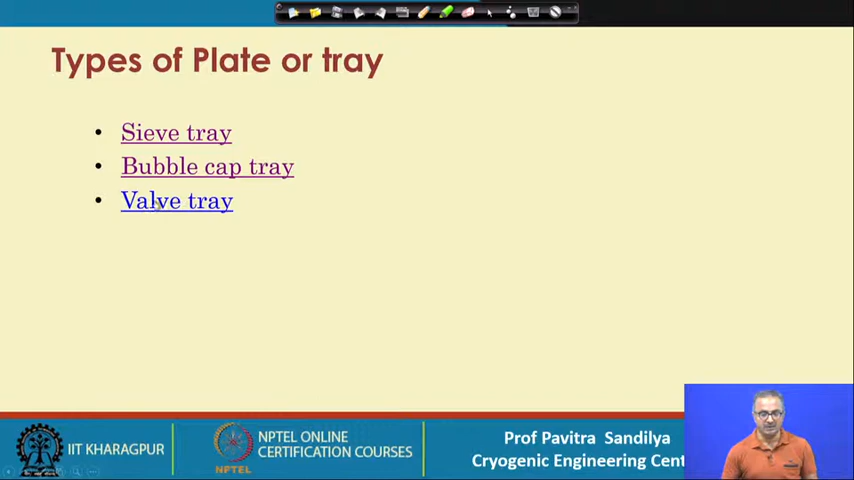 Types of Plate or tray
• Sieve tray
• Bubble cap tray
• Valve tray
IIT KHARAGPUR
NPTEL
NPTEL ONLINE
CERTIFICATION COURSES
Prof Pavitra Sandilya
Cryogenic Engineering Cent